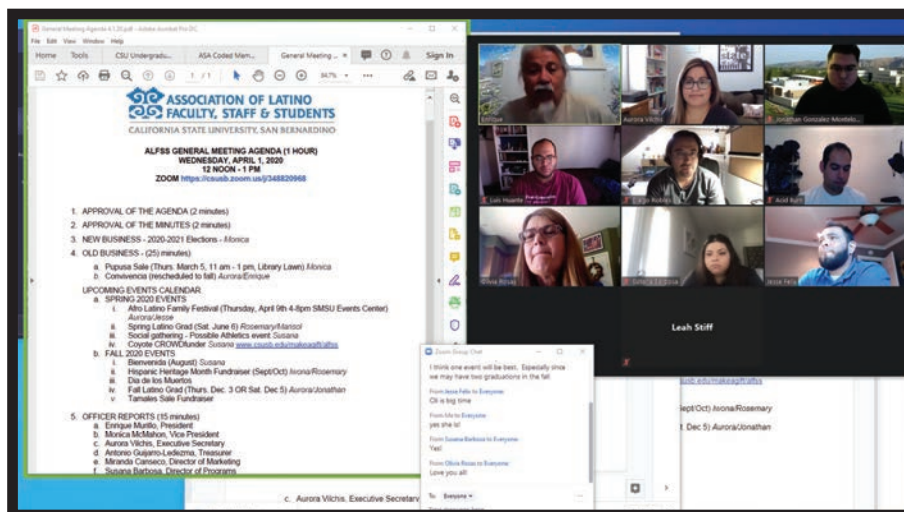 General Meeting Agenda 4.1.20.pdf - Adobe Acrobat Pro DC
File Edit View Window Help
Home Tools CSU Undergradu... ASA Coded Mem... General Meeting ... × Sign In
1 / 1 84.7%
ASSOCIATION OF LATINO
FACULTY, STAFF & STUDENTS
CALIFORNIA STATE UNIVERSITY, SAN BERNARDINO
ALFSS GENERAL MEETING AGENDA (1 HOUR)
WEDNESDAY, APRIL 1, 2020
12 NOON - 1 PM
ZOOM https://csusb.zoom.us/j/348820968
1. APPROVAL OF THE AGENDA (2 minutes)
2. APPROVAL OF THE MINUTES (2 minutes)
3. NEW BUSINESS - 2020-2021 Elections - Monica
4. OLD BUSINESS - (25) minutes)
a. Pupusa Sale (Thurs. March 5, 11 am - 1 pm, Library Lawn) Monica
b. Convivencia (rescheduled to fall) Aurora/Enrique
UPCOMING EVENTS CALENDAR
a. SPRING 2020 EVENTS
i. Afro Latino Family Festival (Thursday, April 9th 4-8pm SMSU Events Center)
Aurora/Jesse
ii. Spring Latino Grad (Sat. June 6) Rosemary/Marisol
iii. Social gathering - Possible Athletics event Susana
iv. Coyote CROWDfunder Susana www.csusb.edu/makeagift/alfss
b. FALL 2020 EVENTS
i. Bienvenida (August) Susana
ii. Hispanic Heritage Month Fundraiser (Sept/Oct) Iwona/Rosemary
iii. Dia de los Muertos
iv. Fall Latino Grad (Thurs. Dec. 3 OR Sat. Dec 5) Aurora/Jonathan
v. Tamales Sale Fundraiser
5. OFFICER REPORTS (15 minutes)
a. Enrique Murillo, President
b. Monica McMahon, Vice President
c. Aurora Vilchis, Executive Secretary
d. Antonio Guijarro-Ledezma, Treasurer
e. Miranda Canseco, Director of Marketing
f. Susana Barbosa, Director of Programs
Enrique
Aurora Vilchis
Jonathan Gonzalez-Montelo...
Luis Huante
Diego Robles
Acid Burn
Olivia Rosas
Jesse Felix
Leah Stiff
Zoom Group Chat
I think one event will be best. Especially since
we may have two graduations in the fall
From Jesse Felix to Everyone:
Oli is big time
From Me to Everyone:
yes she is!
From Susana Barbosa to Everyone:
Yes!
From Olivia Rosas to Everyone:
Love you all!
To: Everyone
c. Aurora Vilchis, Executive Secretary
usb.edu/makeagift/alfss
Sept/Oct) Iwona/Rosemary
t. Dec 5) Aurora/Jonathan